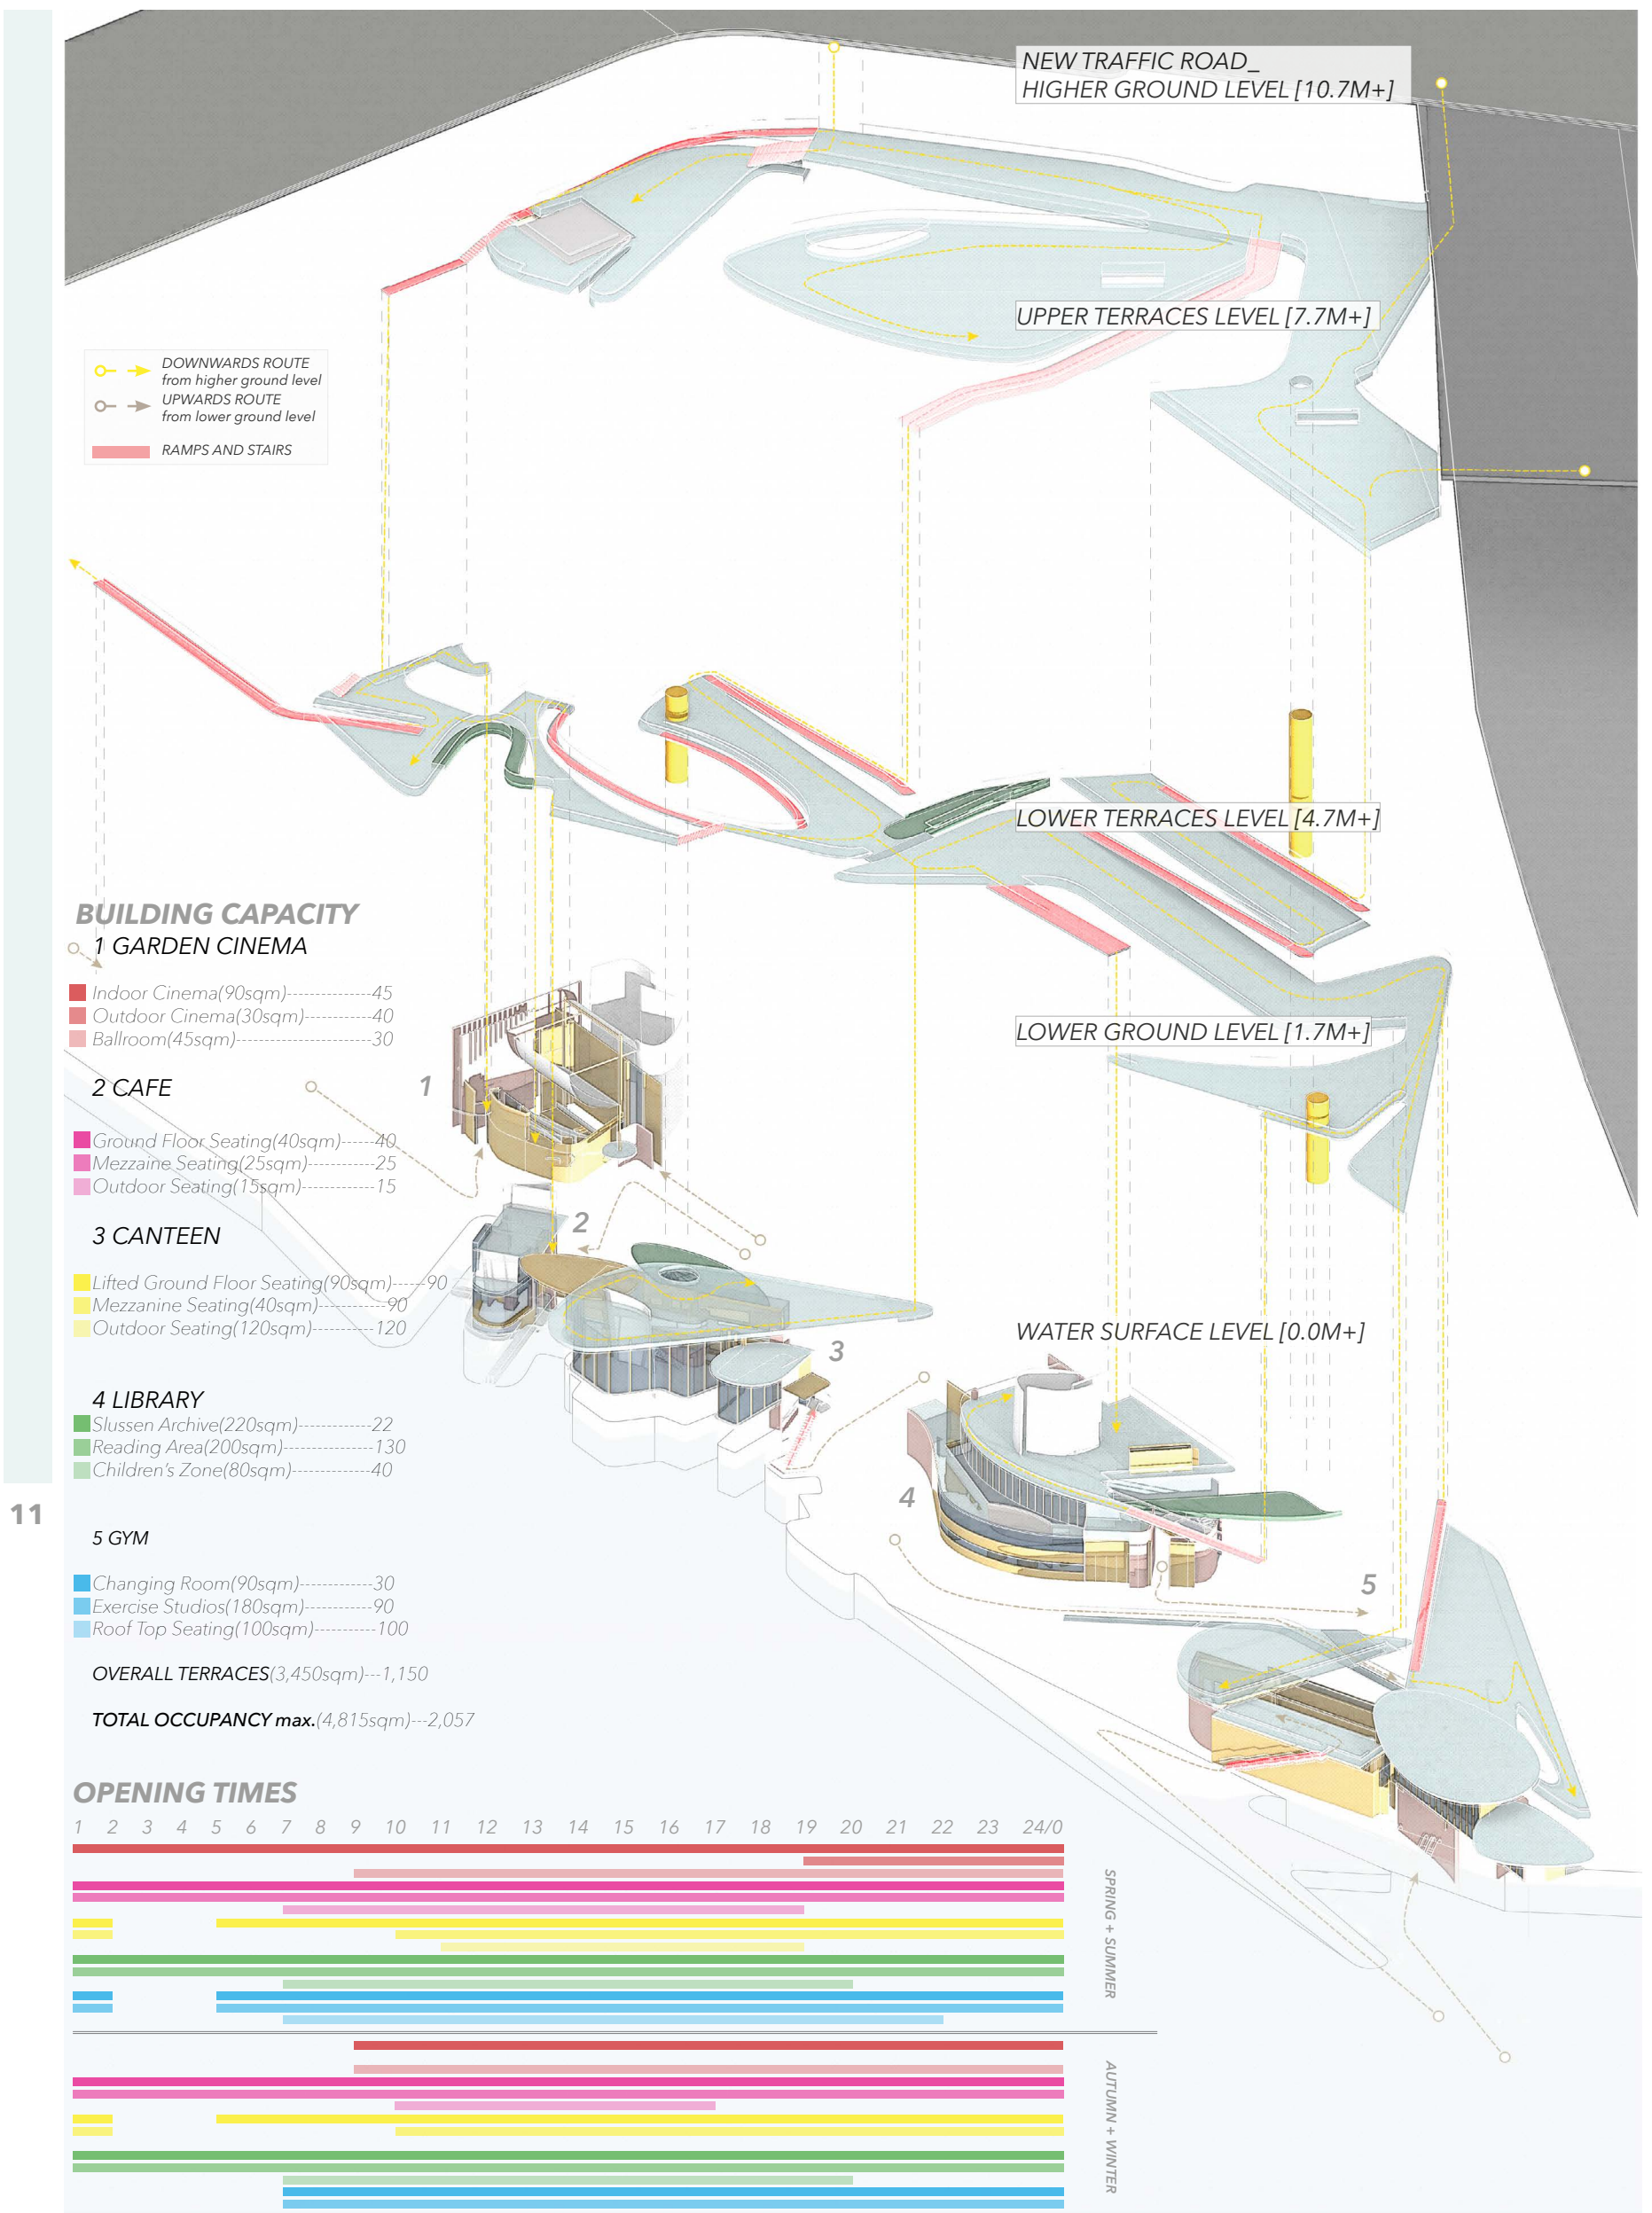 NEW TRAFFIC ROAD_
HIGHER GROUND LEVEL [10.7M+]
UPPER TERRACES LEVEL [7.7M+]
DOWNWARDS ROUTE
from higher ground level
UPWARDS ROUTE
from lower ground level
RAMPS AND STAIRS
LOWER TERRACES LEVEL [4.7M+]
LOWER GROUND LEVEL [1.7M+]
WATER SURFACE LEVEL [0.0M+]
1
2
3
4
5
BUILDING CAPACITY
1 GARDEN CINEMA
Indoor Cinema(90sqm)------------45
Outdoor Cinema(30sqm)----------40
Ballroom(45sqm)-------------------30
2 CAFE
Ground Floor Seating(40sqm)-----40
Mezzaine Seating(25sqm)----------25
Outdoor Seating(15sqm)-----------15
3 CANTEEN
Lifted Ground Floor Seating(90sqm)-----90
Mezzanine Seating(40sqm)----------90
Outdoor Seating(120sqm)---------120
4 LIBRARY
Slussen Archive(220sqm)-----------22
Reading Area(200sqm)-------------130
Children's Zone(80sqm)-----------40
5 GYM
Changing Room(90sqm)-----------30
Exercise Studios(180sqm)----------90
Roof Top Seating(100sqm)---------100
OVERALL TERRACES(3,450sqm)---1,150
TOTAL OCCUPANCY max.(4,815sqm)---2,057
11
OPENING TIMES
1 2 3 4 5 6 7 8 9 10 11 12 13 14 15 16 17 18 19 20 21 22 23 24/0
SPRING + SUMMER
AUTUMN + WINTER